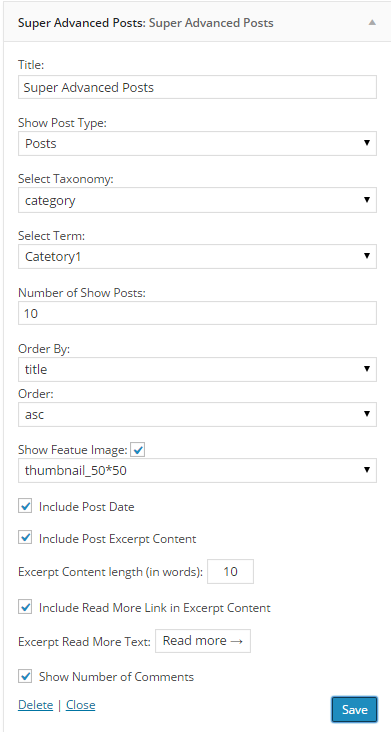 Super Advanced Posts: Super Advanced Posts
Title:
Super Advanced Posts
Show Post Type:
Posts
Select Taxonomy:
category
Select Term:
Catetory1
Number of Show Posts:
10
Order By:
title
Order:
asc
Show Featue Image:
thumbnail_50*50
Include Post Date
Include Post Excerpt Content
Excerpt Content length (in words): 10
Include Read More Link in Excerpt Content
Excerpt Read More Text: Read more →
Show Number of Comments
Delete | Close Save